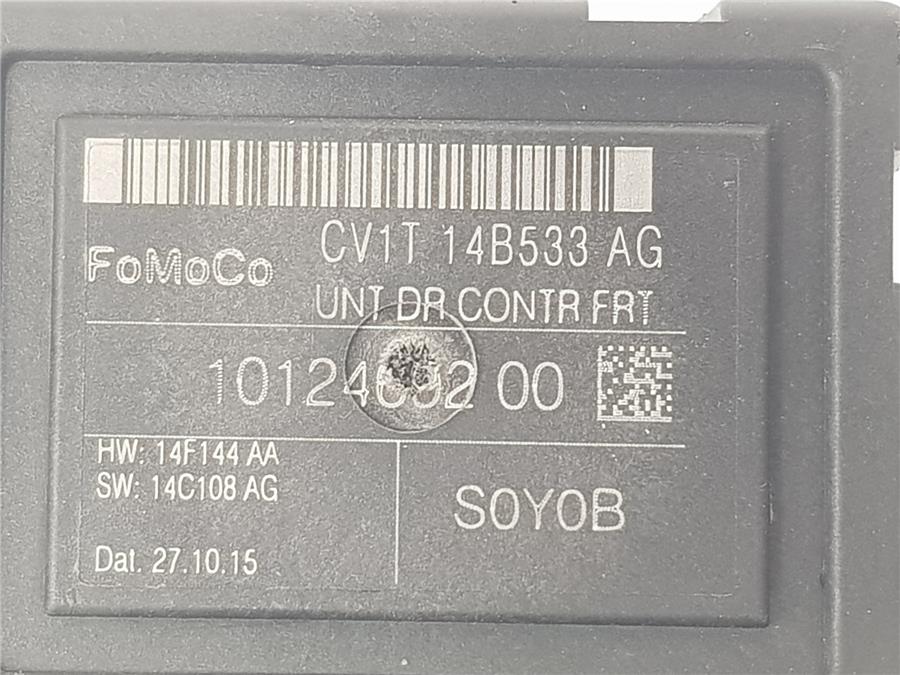 CV1T 14B533 AG
FoMoCo
UNT DR CONTR FRT
00
HW: 14F144 AA
SW: 14C108 AG
S0Y0B
Dat. 27.10.15